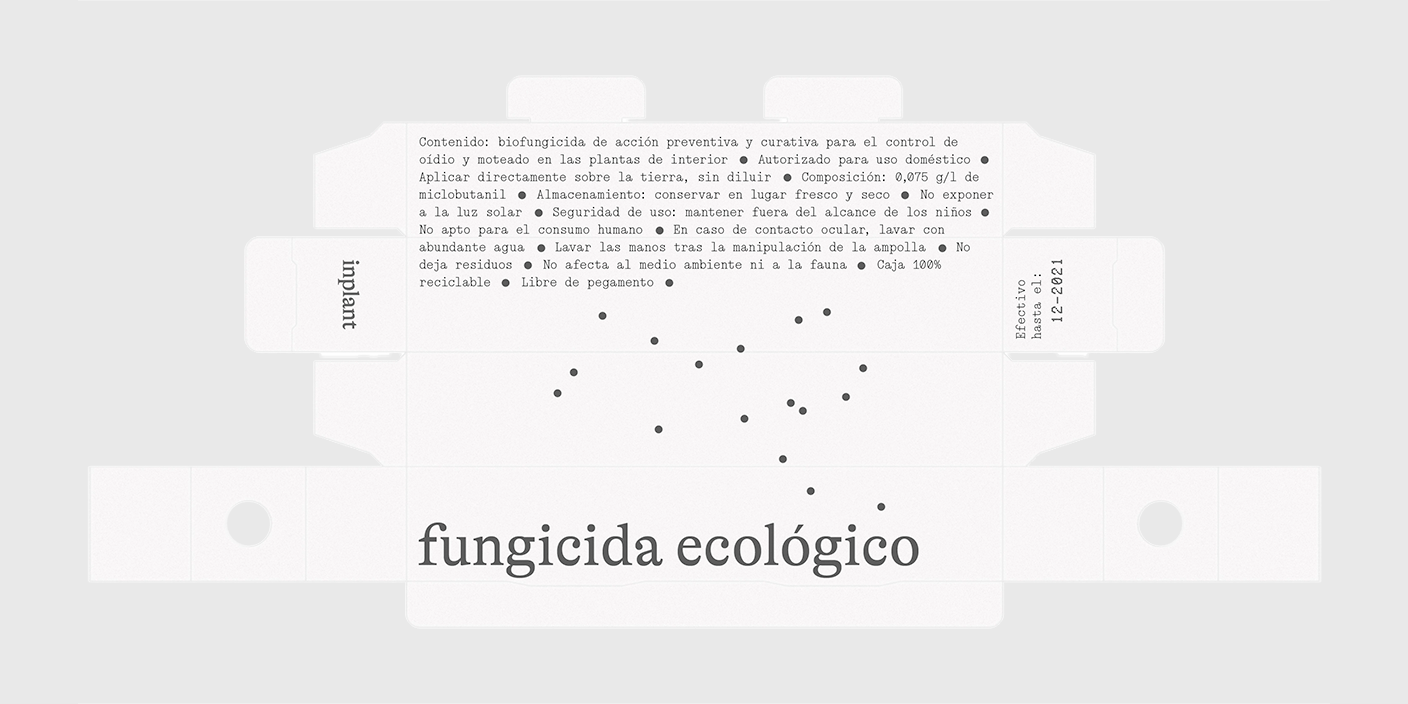 Contenido: biofungicida de acción preventiva y curativa para el control de
oídio y moteado en las plantas de interior ● Autorizado para uso doméstico ●
Aplicar directamente sobre la tierra, sin diluir ● Composición: 0,075 g/l de
miclobutanil ● Almacenamiento: conservar en lugar fresco y seco ● No exponer
a la luz solar ● Seguridad de uso: mantener fuera del alcance de los niños ●
No apto para el consumo humano ● En caso de contacto ocular, lavar con
abundante agua ● Lavar las manos tras la manipulación de la ampolla ● No
deja residuos ● No afecta al medio ambiente ni a la fauna ● Caja 100%
reciclable ● Libre de pegamento ●
inplant
Efectivo
hasta el:
12-2021
fungicida ecológico